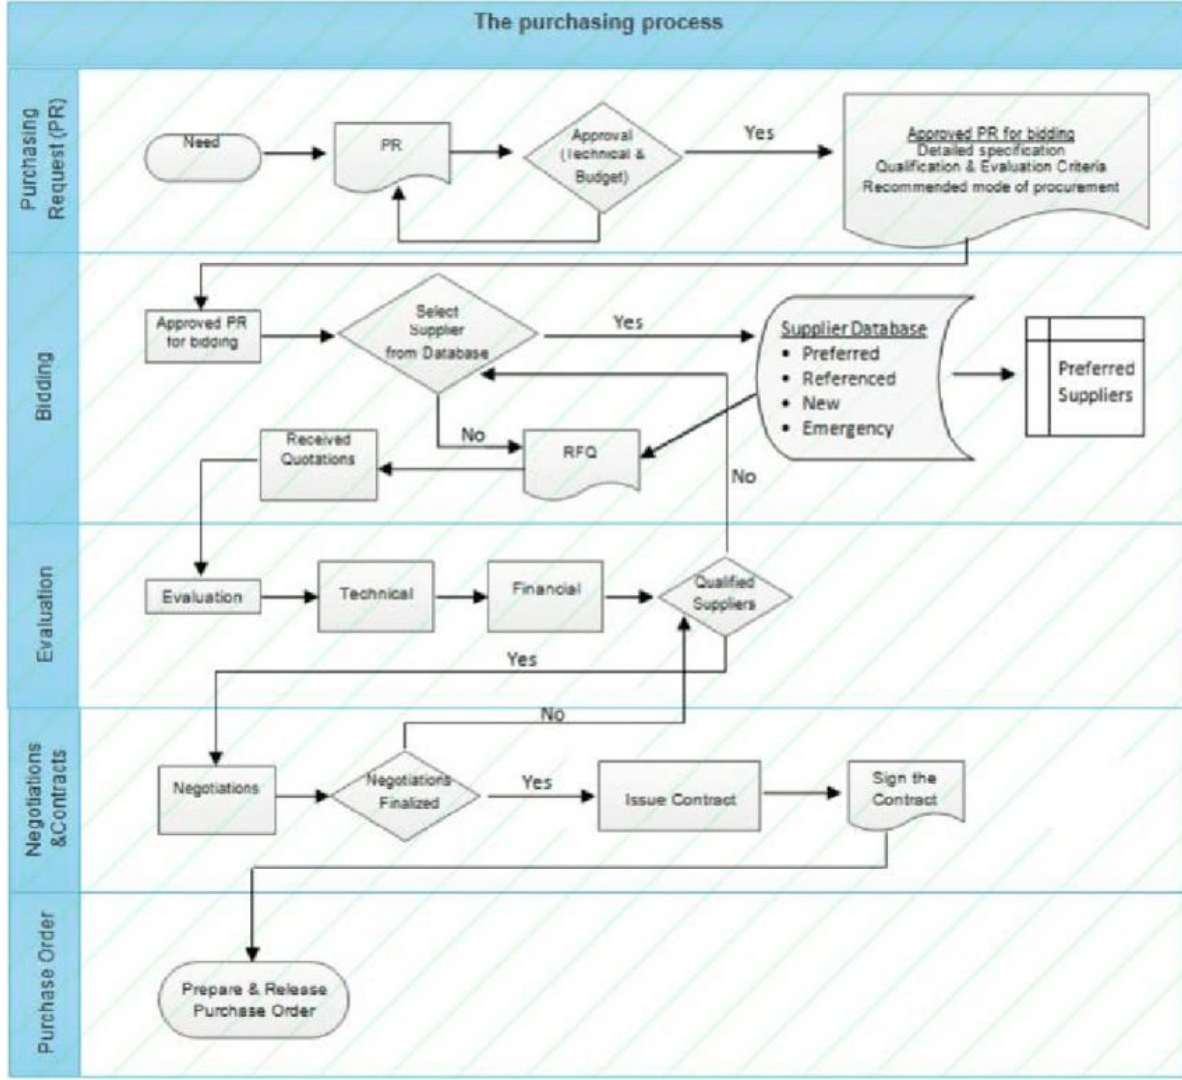 The purchasing process
Purchasing
Request (PR)
Need
PR
Approval
(Technical &
Budget)
Yes
Approved PR for bidding
Detailed specification
Qualification & Evaluation Criteria
Recommended mode of procurement
Bidding
Approved PR
for bidding
Select
Supplier
from Database
Yes
Supplier Database
• Preferred
• Referenced
• New
• Emergency
Preferred
Suppliers
No
RFQ
Received
Quotations
No
Evaluation
Evaluation
Technical
Financial
Qualified
Suppliers
Yes
No
Negotiations
&Contracts
Negotiations
Negotiations
Finalized
Yes
Issue Contract
Sign the
Contract
Purchase Order
Prepare & Release
Purchase Order